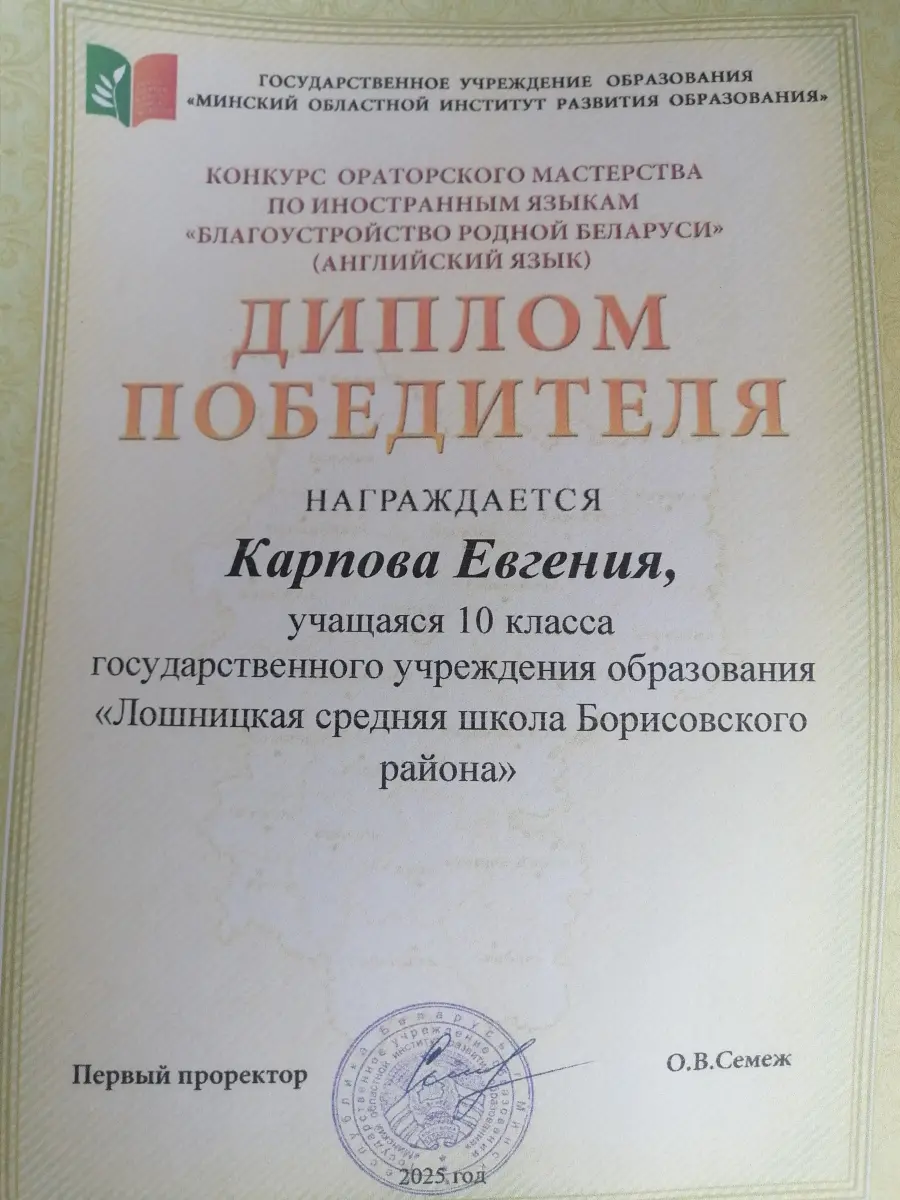 ГОСУДАРСТВЕННОЕ УЧРЕЖДЕНИЕ ОБРАЗОВАНИЯ
«МИНСКИЙ ОБЛАСТНОЙ ИНСТИТУТ РАЗВИТИЯ ОБРАЗОВАНИЯ»
КОНКУРС ОРАТОРСКОГО МАСТЕРСТВА
ПО ИНОСТРАННЫМ ЯЗЫКАМ
«БЛАГОУСТРОЙСТВО РОДНОЙ БЕЛАРУСИ»
(АНГЛИЙСКИЙ ЯЗЫК)
ДИПЛОМ
ПОБЕДИТЕЛЯ
НАГРАЖДАЕТСЯ
Карпова Евгения,
учащаяся 10 класса
государственного учреждения образования
«Лошницкая средняя школа Борисовского
района»
Первый проректор
О.В.Семеж
2025 год